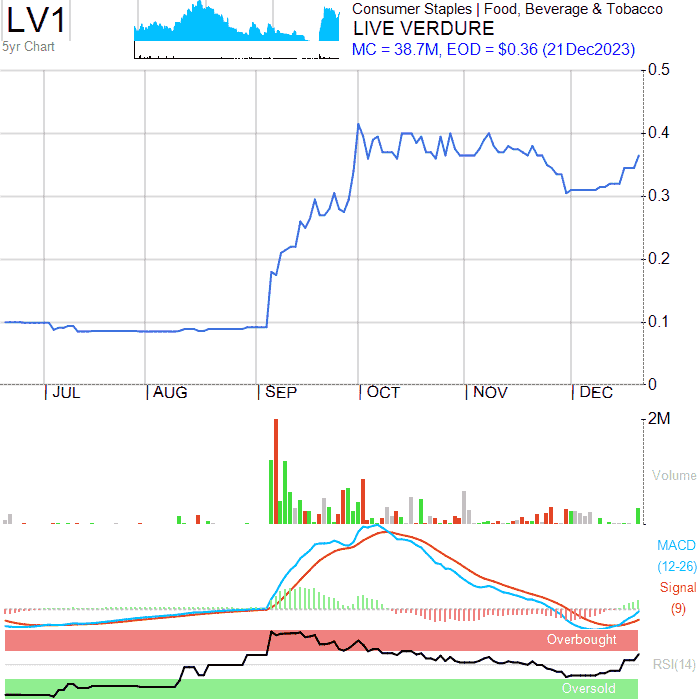 LV1
5yr Chart
Consumer Staples | Food, Beverage & Tobacco
LIVE VERDURE
MC = 38.7M, EOD = $0.36 (21Dec2023)
0.5
0.4
0.3
0.2
0.1
0
| JUL | AUG | SEP | OCT | NOV | DEC
2M
Volume
MACD
(12-26)
Signal
(9)
Overbought
RSI(14)
Oversold